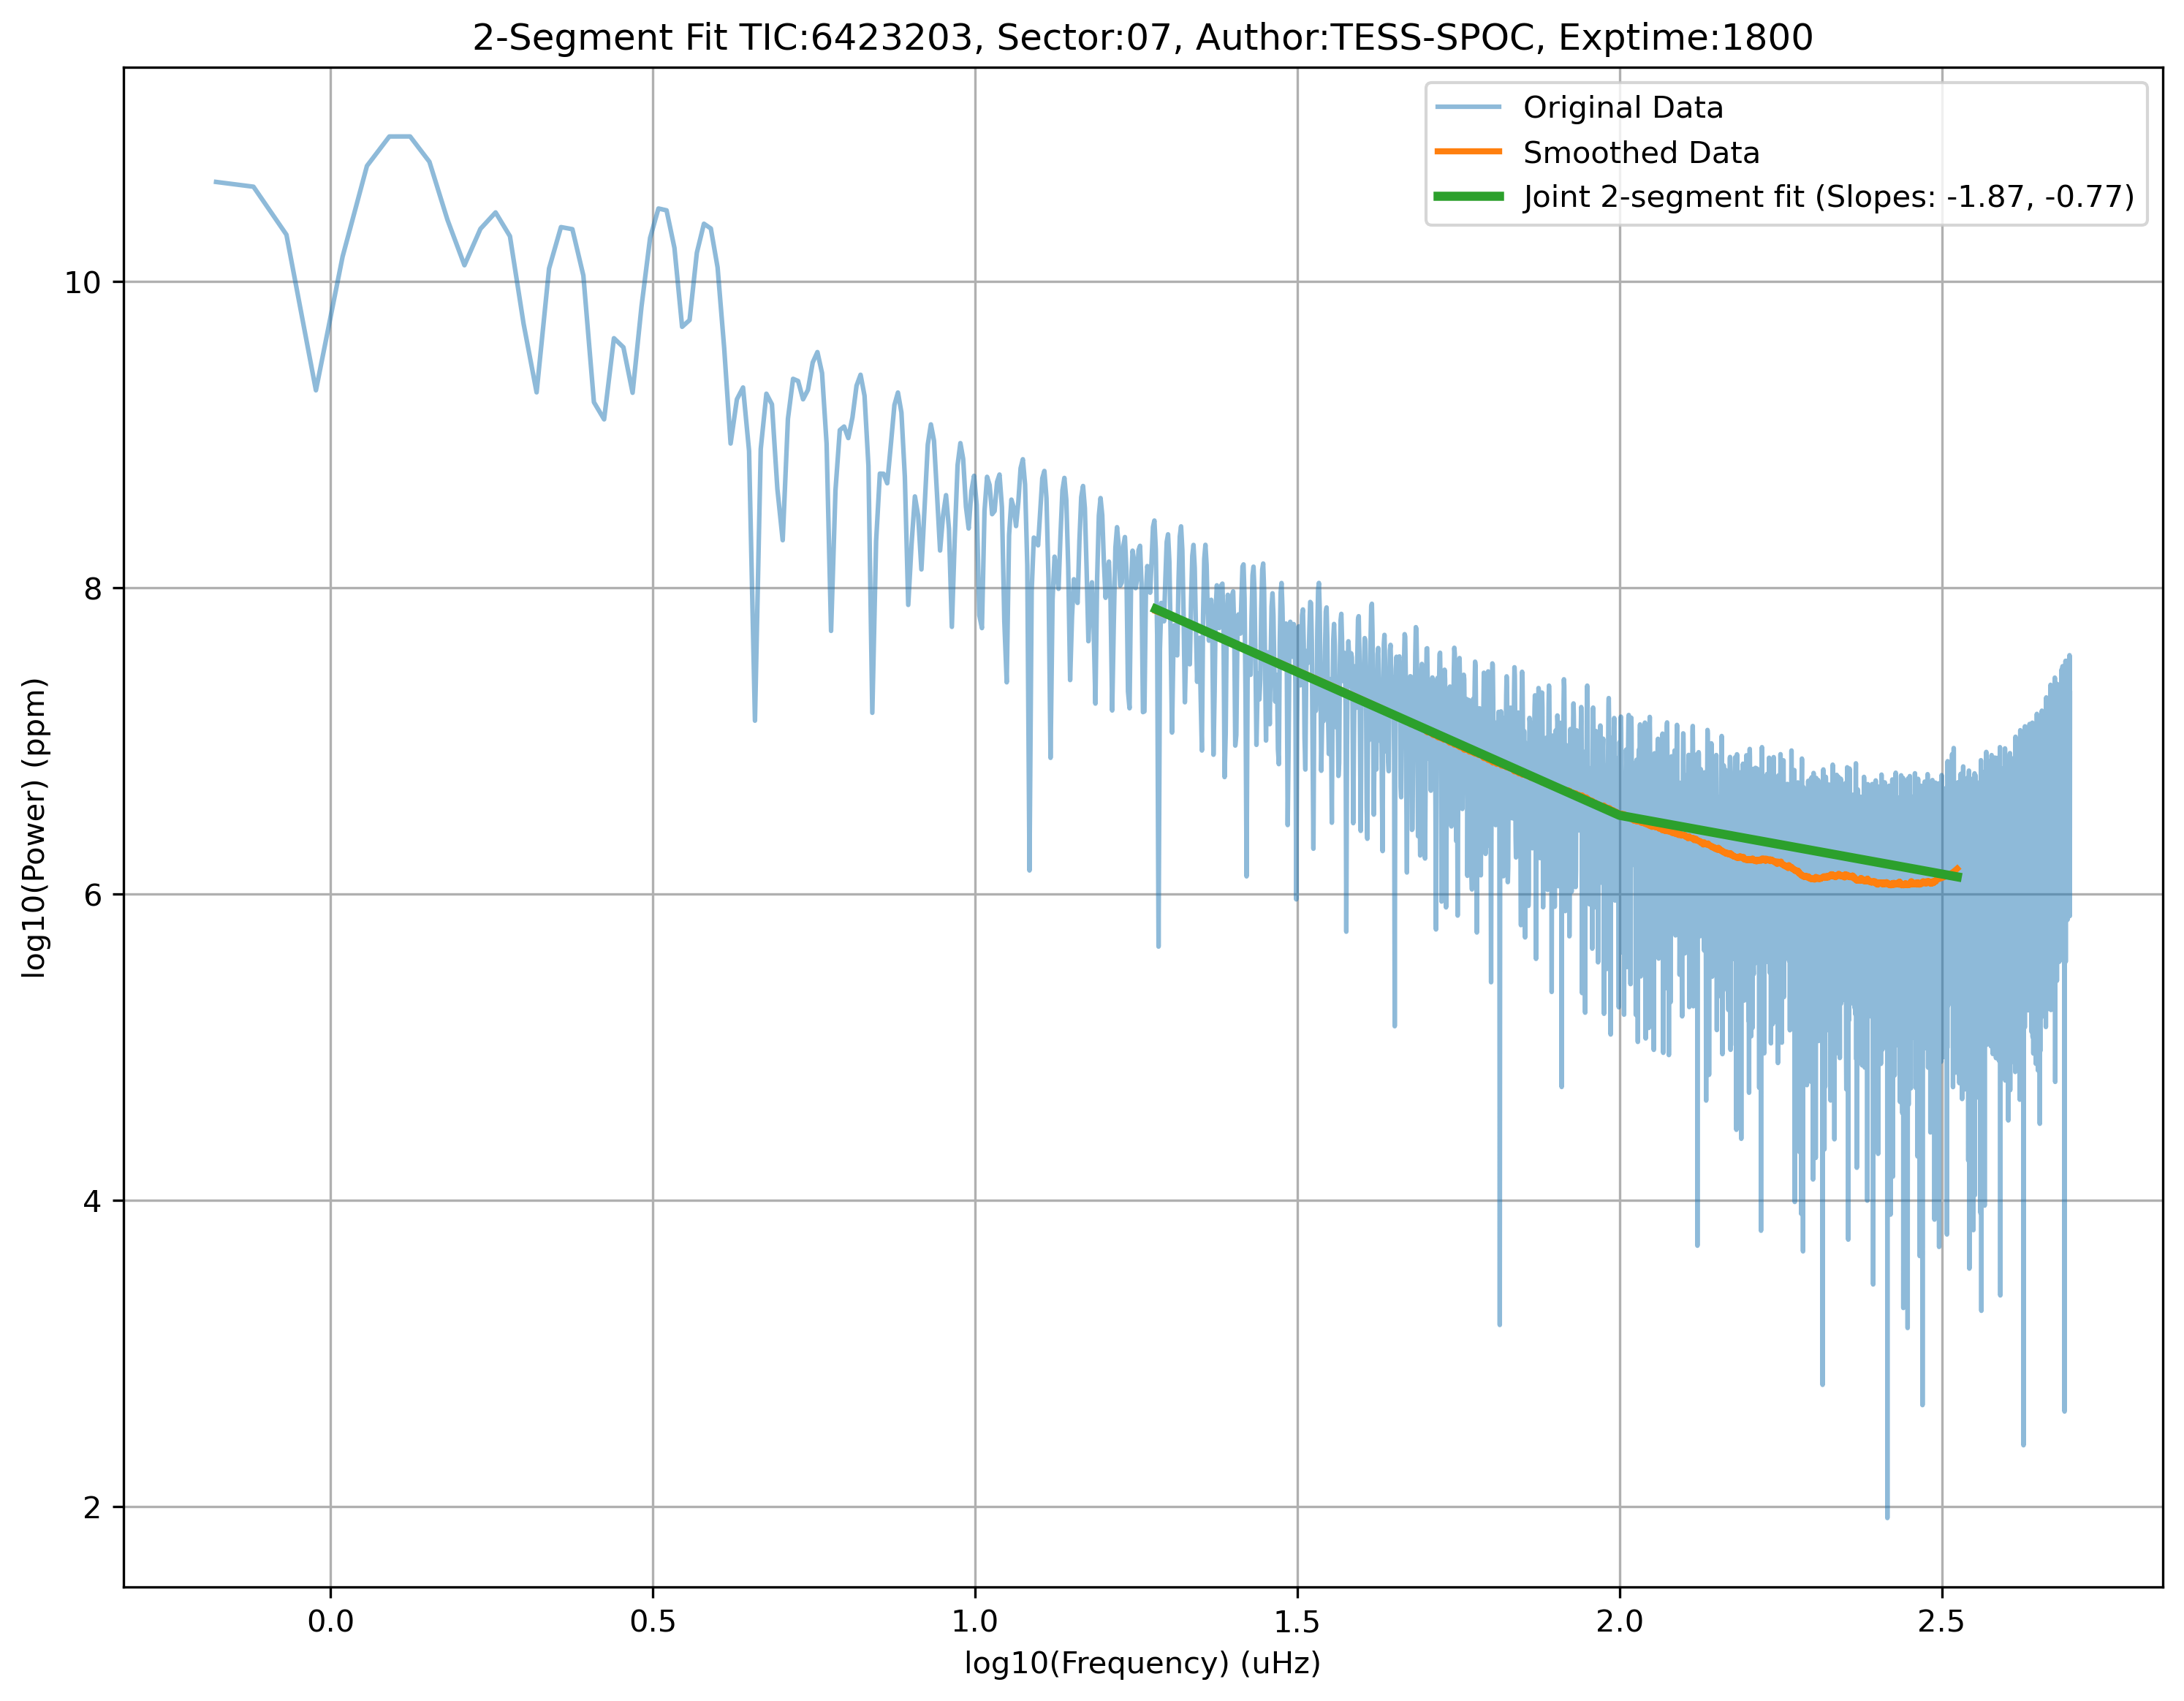 2-Segment Fit TIC:6423203, Sector:07, Author:TESS-SPOC, Exptime:1800
Original Data
Smoothed Data
Joint 2-segment fit (Slopes: -1.87, -0.77)
log10(Power) (ppm)
10
8
6
4
2
0.0 0.5 1.0 1.5 2.0 2.5
log10(Frequency) (uHz)